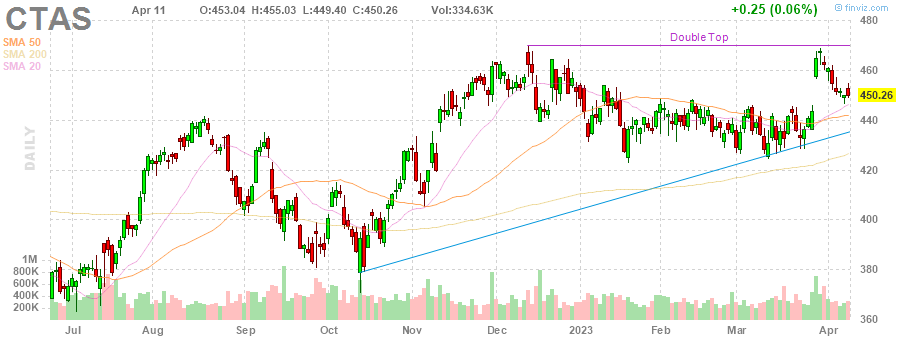 CTAS
Apr 11 O:453.04 H:455.03 L:449.40 C:450.26 Vol:334.63K +0.25 (0.06%)
© finviz.com
SMA 50
SMA 200
SMA 20
DAILY
Double Top
480
460
450.26
440
420
400
380
360
1M
800K
600K
400K
200K
Jul Aug Sep Oct Nov Dec 2023 Feb Mar Apr